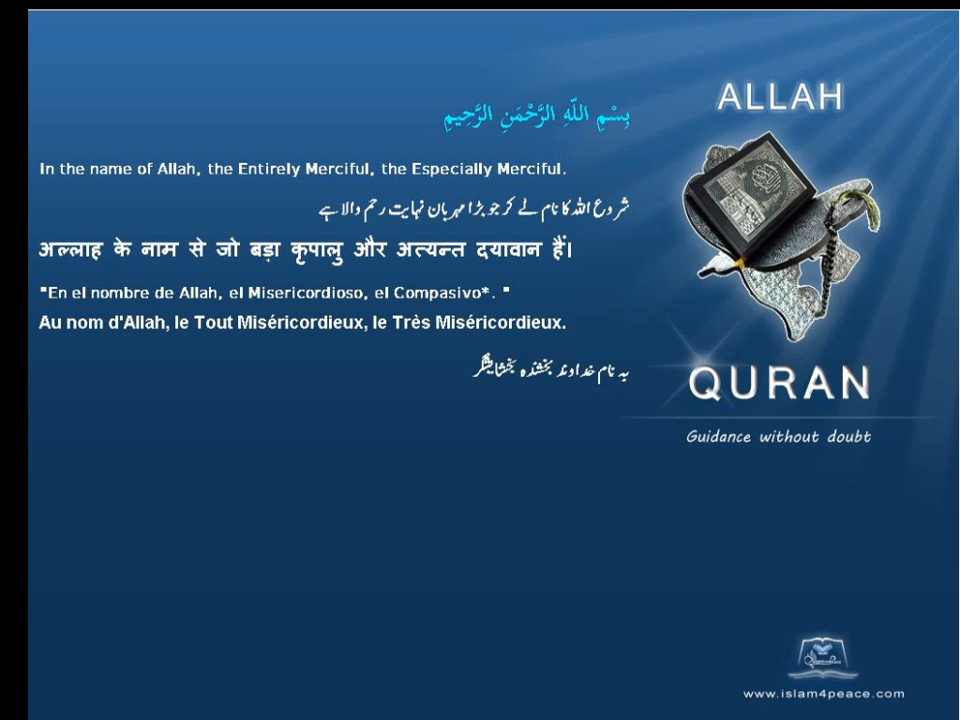 بِسْمِ اللَّهِ الرَّحْمَنِ الرَّحِيمِ
In the name of Allah, the Entirely Merciful, the Especially Merciful.
شروع اللہ کا نام لے کر جو بڑا مہربان نہایت رحم والا ہے
अल्लाह के नाम से जो बड़ा कृपालु और अत्यन्त दयावान हैं।
"En el nombre de Allah, el Misericordioso, el Compasivo*. "
Au nom d'Allah, le Tout Miséricordieux, le Très Miséricordieux.
به نام خداوند بخشنده بخشایشگر
ALLAH
QURAN
Guidance without doubt
www.islam4peace.com